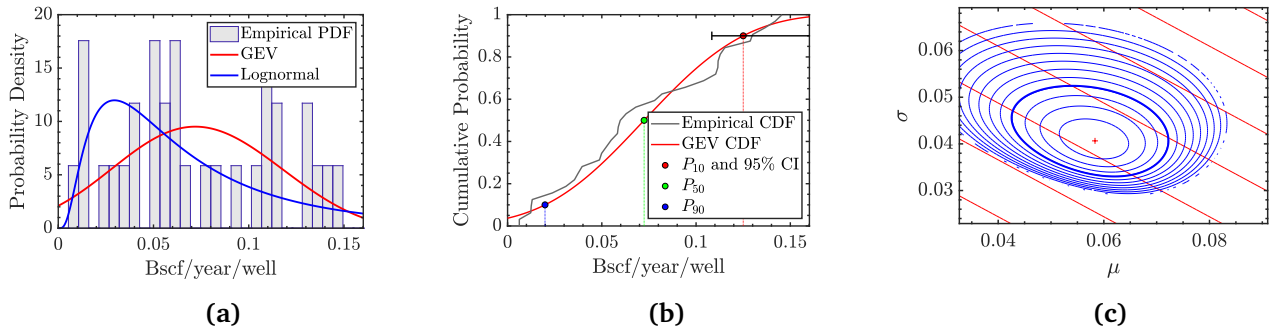 20
15
10
5
0
Probability Density
0
0.05
0.1
0.15
Bscf/year/well
Empirical PDF
GEV
Lognormal
(a)
1
0.8
0.6
0.4
0.2
0
Cumulative Probability
0
0.05
0.1
0.15
Bscf/year/well
Empirical CDF
GEV CDF
P₁₀ and 95% CI
P₅₀
P₉₀
(b)
0.06
0.05
0.04
0.03
σ
0.04
0.06
0.08
μ
(c)